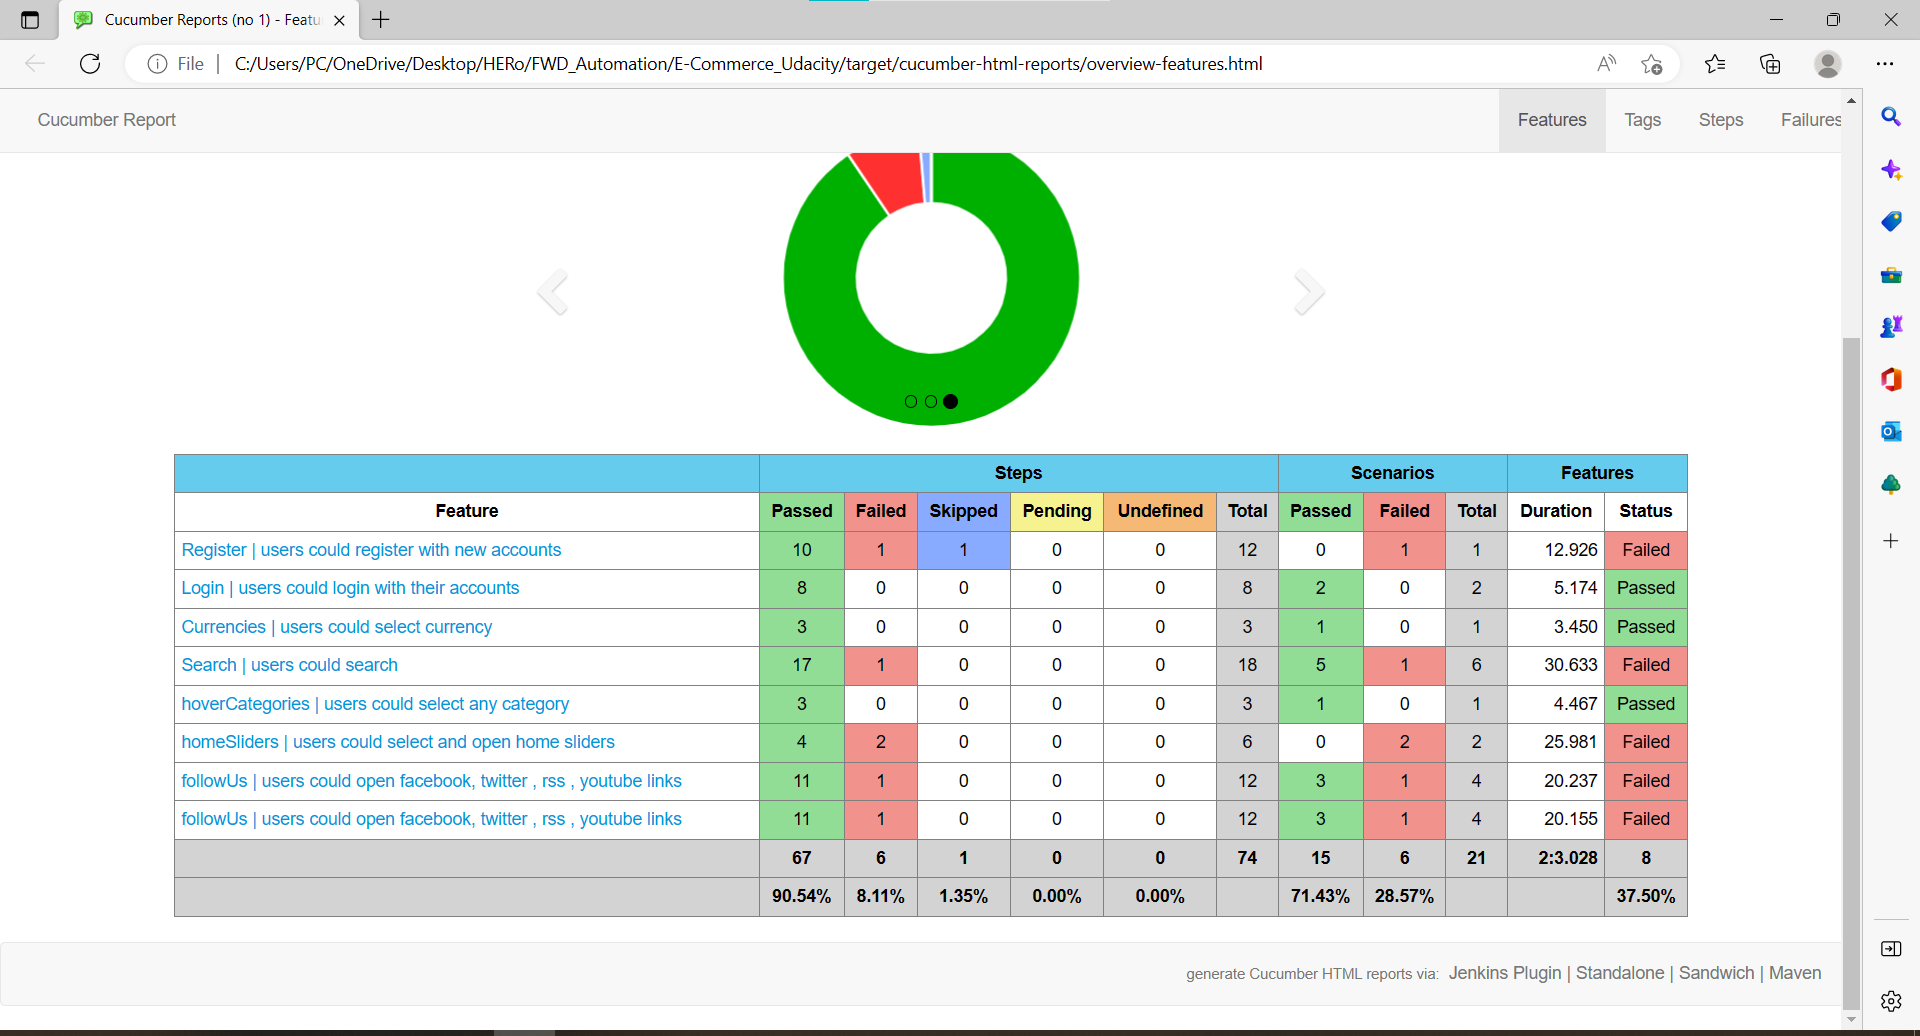 Cucumber Reports (no 1) - Featu
File | C:/Users/PC/OneDrive/Desktop/HERo/FWD_Automation/E-Commerce_Udacity/target/cucumber-html-reports/overview-features.html
Cucumber Report Features Tags Steps Failures
Steps Scenarios Features
Feature Passed Failed Skipped Pending Undefined Total Passed Failed Total Duration Status
Register | users could register with new accounts 10 1 1 0 0 12 0 1 1 12.926 Failed
Login | users could login with their accounts 8 0 0 0 0 8 2 0 2 5.174 Passed
Currencies | users could select currency 3 0 0 0 0 3 1 0 1 3.450 Passed
Search | users could search 17 1 0 0 0 18 5 1 6 30.633 Failed
hoverCategories | users could select any category 3 0 0 0 0 3 1 0 1 4.467 Passed
homeSliders | users could select and open home sliders 4 2 0 0 0 6 0 2 2 25.981 Failed
followUs | users could open facebook, twitter , rss , youtube links 11 1 0 0 0 12 3 1 4 20.237 Failed
followUs | users could open facebook, twitter , rss , youtube links 11 1 0 0 0 12 3 1 4 20.155 Failed
67 6 1 0 0 74 15 6 21 2:3.028 8
90.54% 8.11% 1.35% 0.00% 0.00% 71.43% 28.57% 37.50%
generate Cucumber HTML reports via: Jenkins Plugin | Standalone | Sandwich | Maven